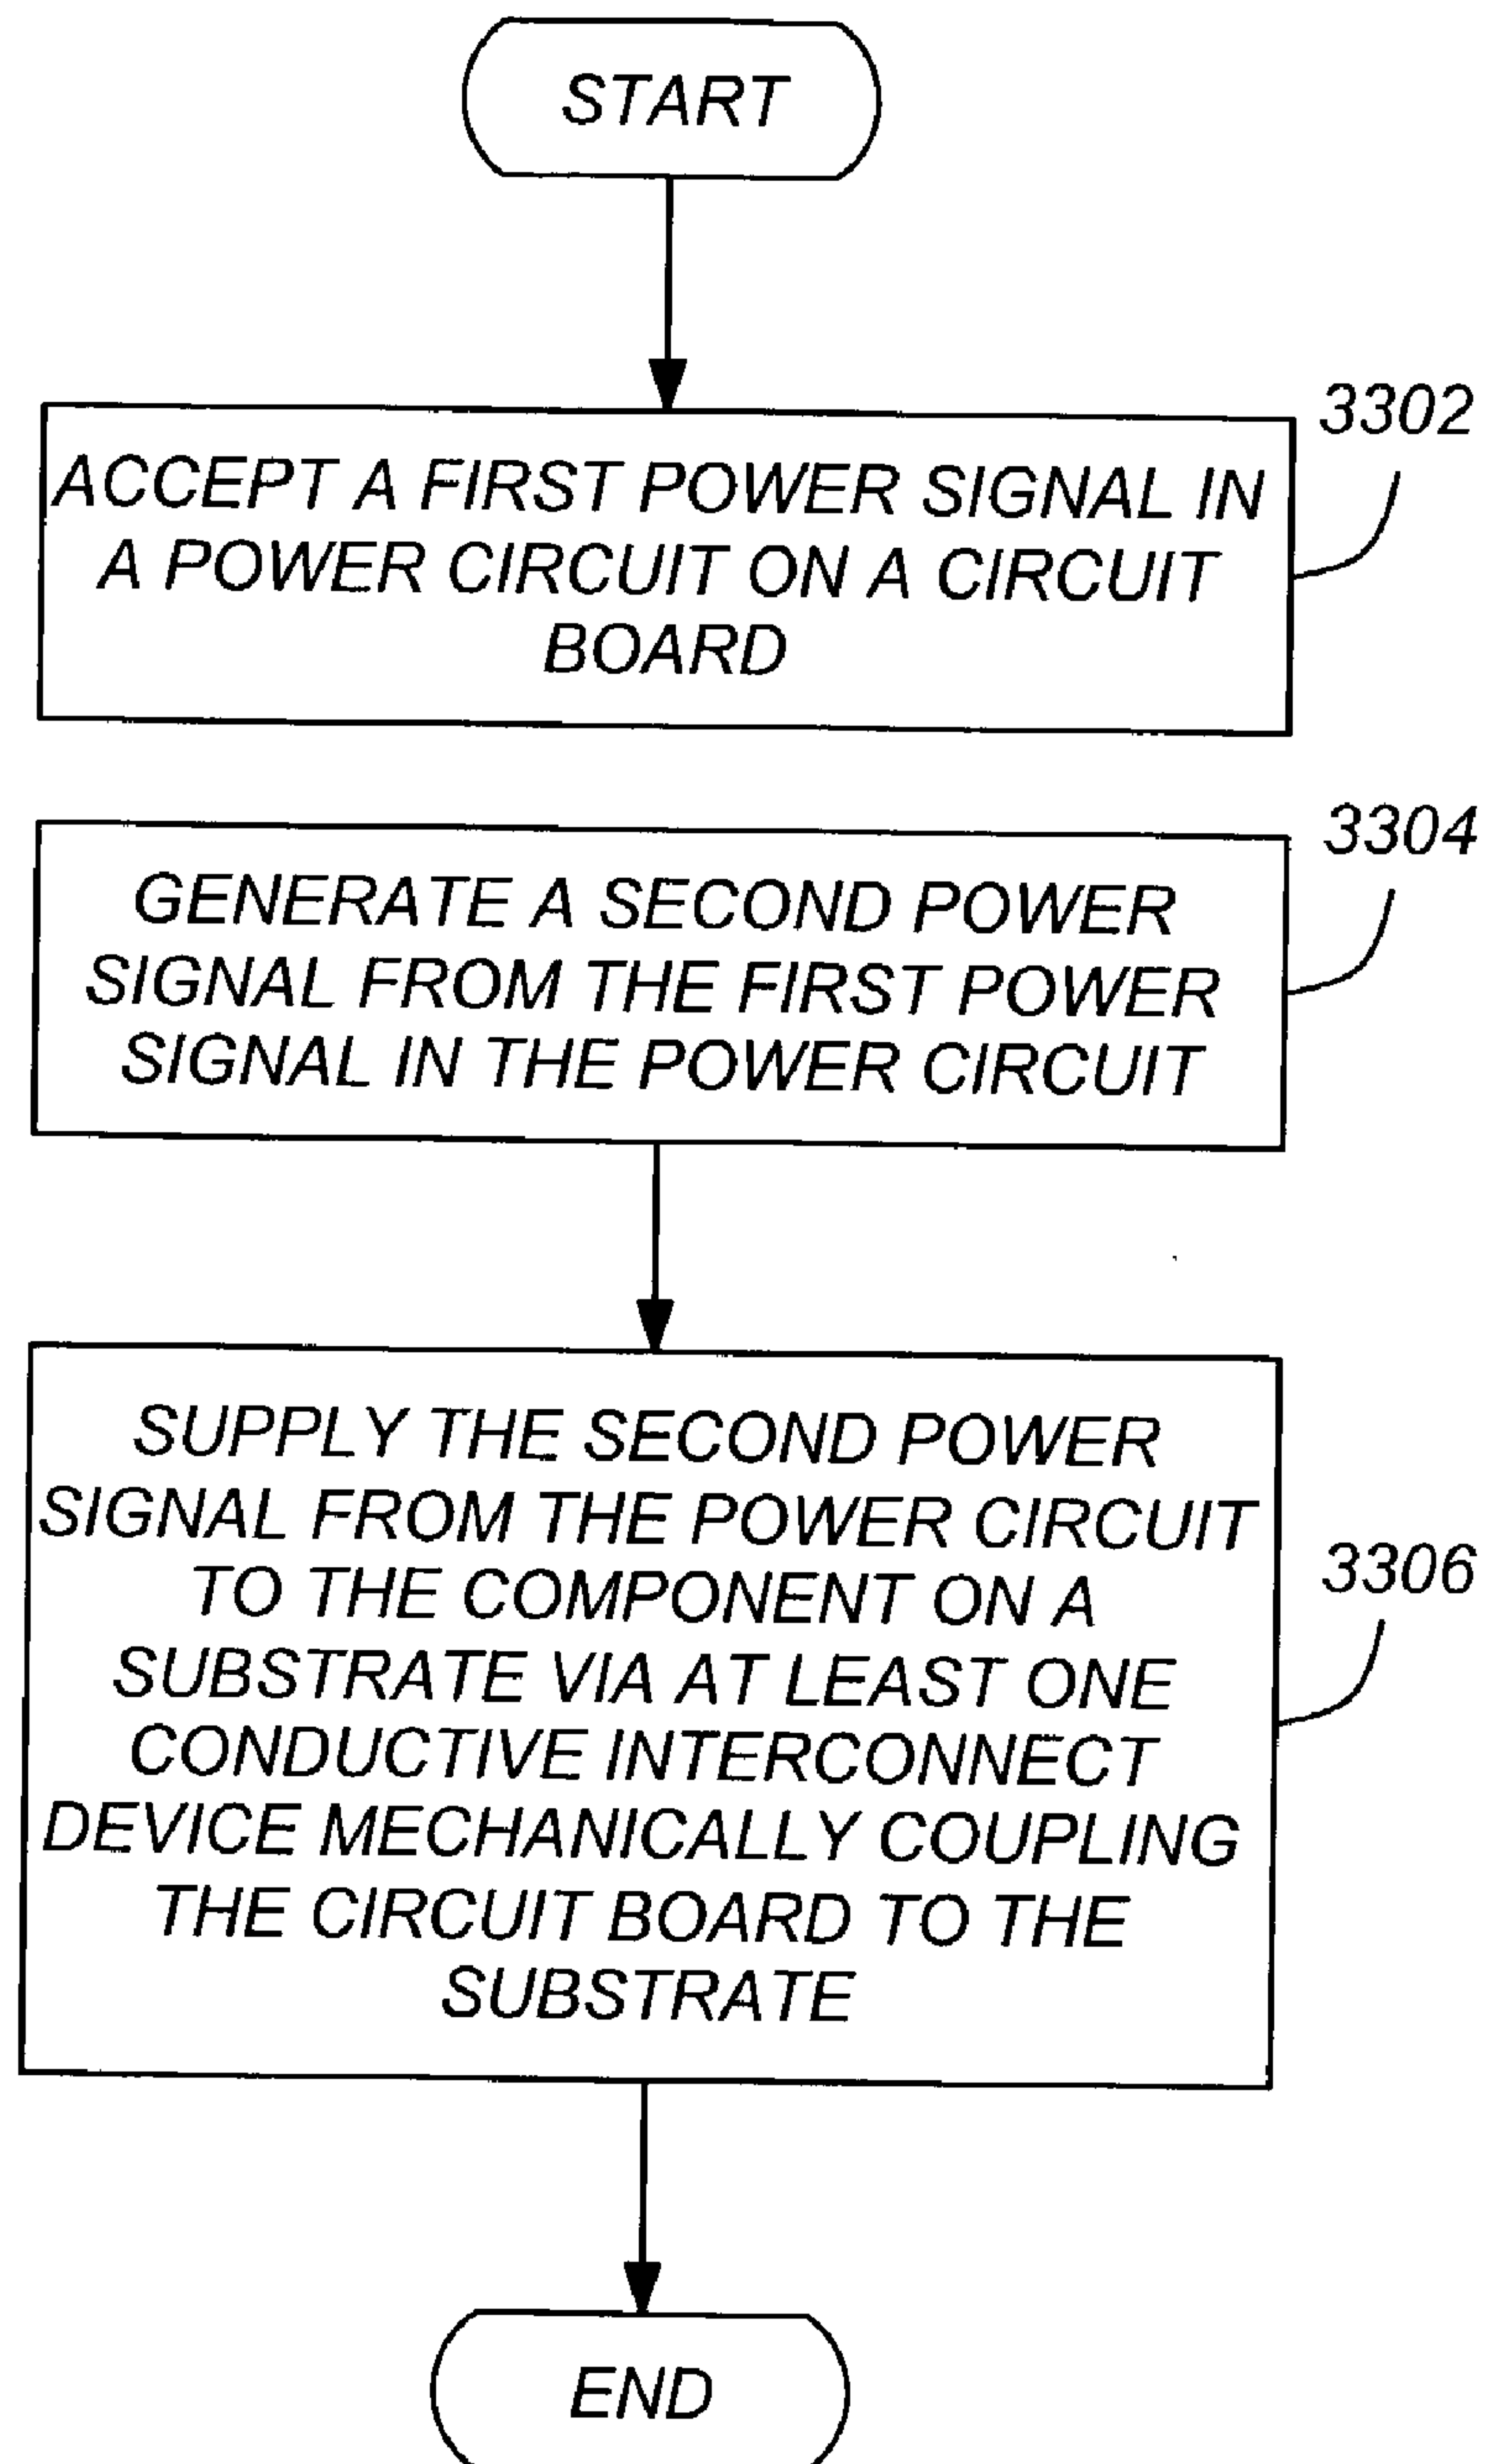 START
3302
ACCEPT A FIRST POWER SIGNAL IN
A POWER CIRCUIT ON A CIRCUIT
BOARD
3304
GENERATE A SECOND POWER
SIGNAL FROM THE FIRST POWER
SIGNAL IN THE POWER CIRCUIT
SUPPLY THE SECOND POWER
SIGNAL FROM THE POWER CIRCUIT
TO THE COMPONENT ON A
3306
SUBSTRATE VIA AT LEAST ONE
CONDUCTIVE INTERCONNECT
DEVICE MECHANICALLY COUPLING
THE CIRCUIT BOARD TO THE
SUBSTRATE
END